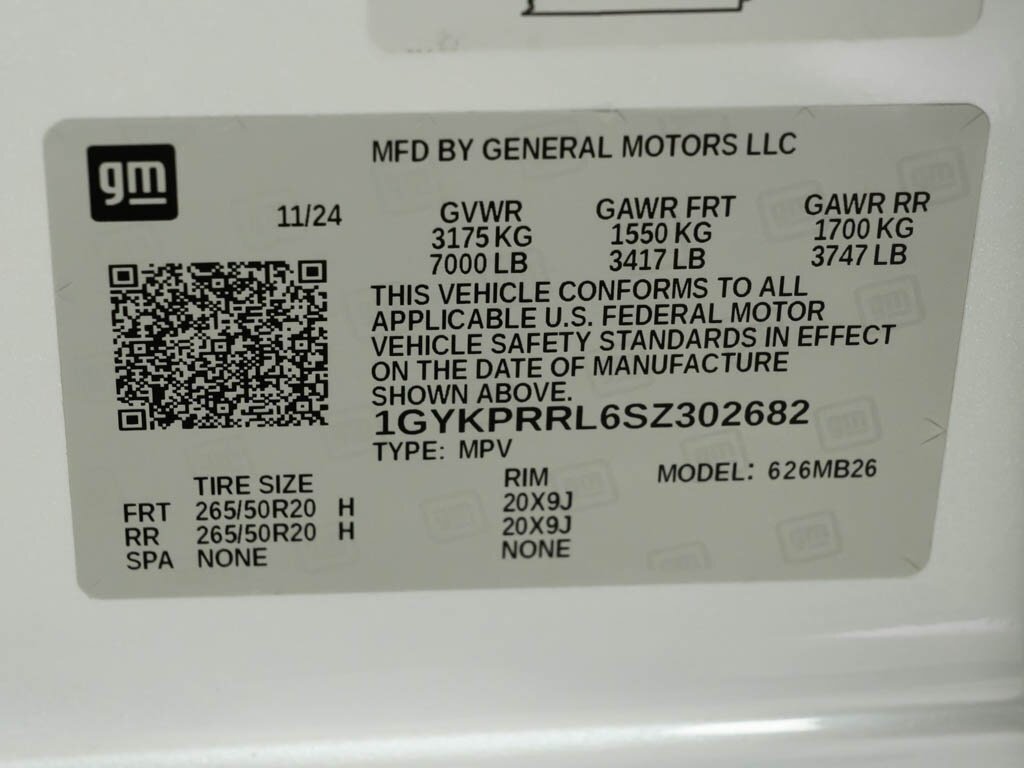 gm
MFD BY GENERAL MOTORS LLC
11/24 GVWR GAWR FRT GAWR RR
3175 KG 1550 KG 1700 KG
7000 LB 3417 LB 3747 LB
THIS VEHICLE CONFORMS TO ALL
APPLICABLE U.S. FEDERAL MOTOR
VEHICLE SAFETY STANDARDS IN EFFECT
ON THE DATE OF MANUFACTURE
SHOWN ABOVE.
1GYKPRRL6SZ302682
TYPE: MPV
TIRE SIZE RIM MODEL: 626MB26
FRT 265/50R20 H 20X9J
RR 265/50R20 H 20X9J
SPA NONE NONE